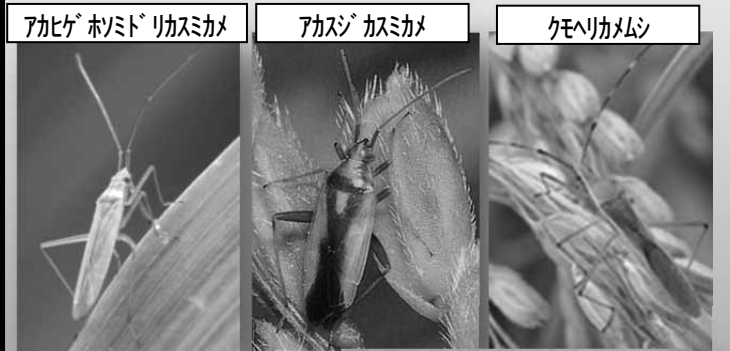 ｱｶﾋｹﾞﾎｿﾐﾄﾞﾘｶｽﾐｶﾒ
ｱｶｽｼﾞｶｽﾐｶﾒ
ｸﾓﾍﾘｶﾒﾑｼ